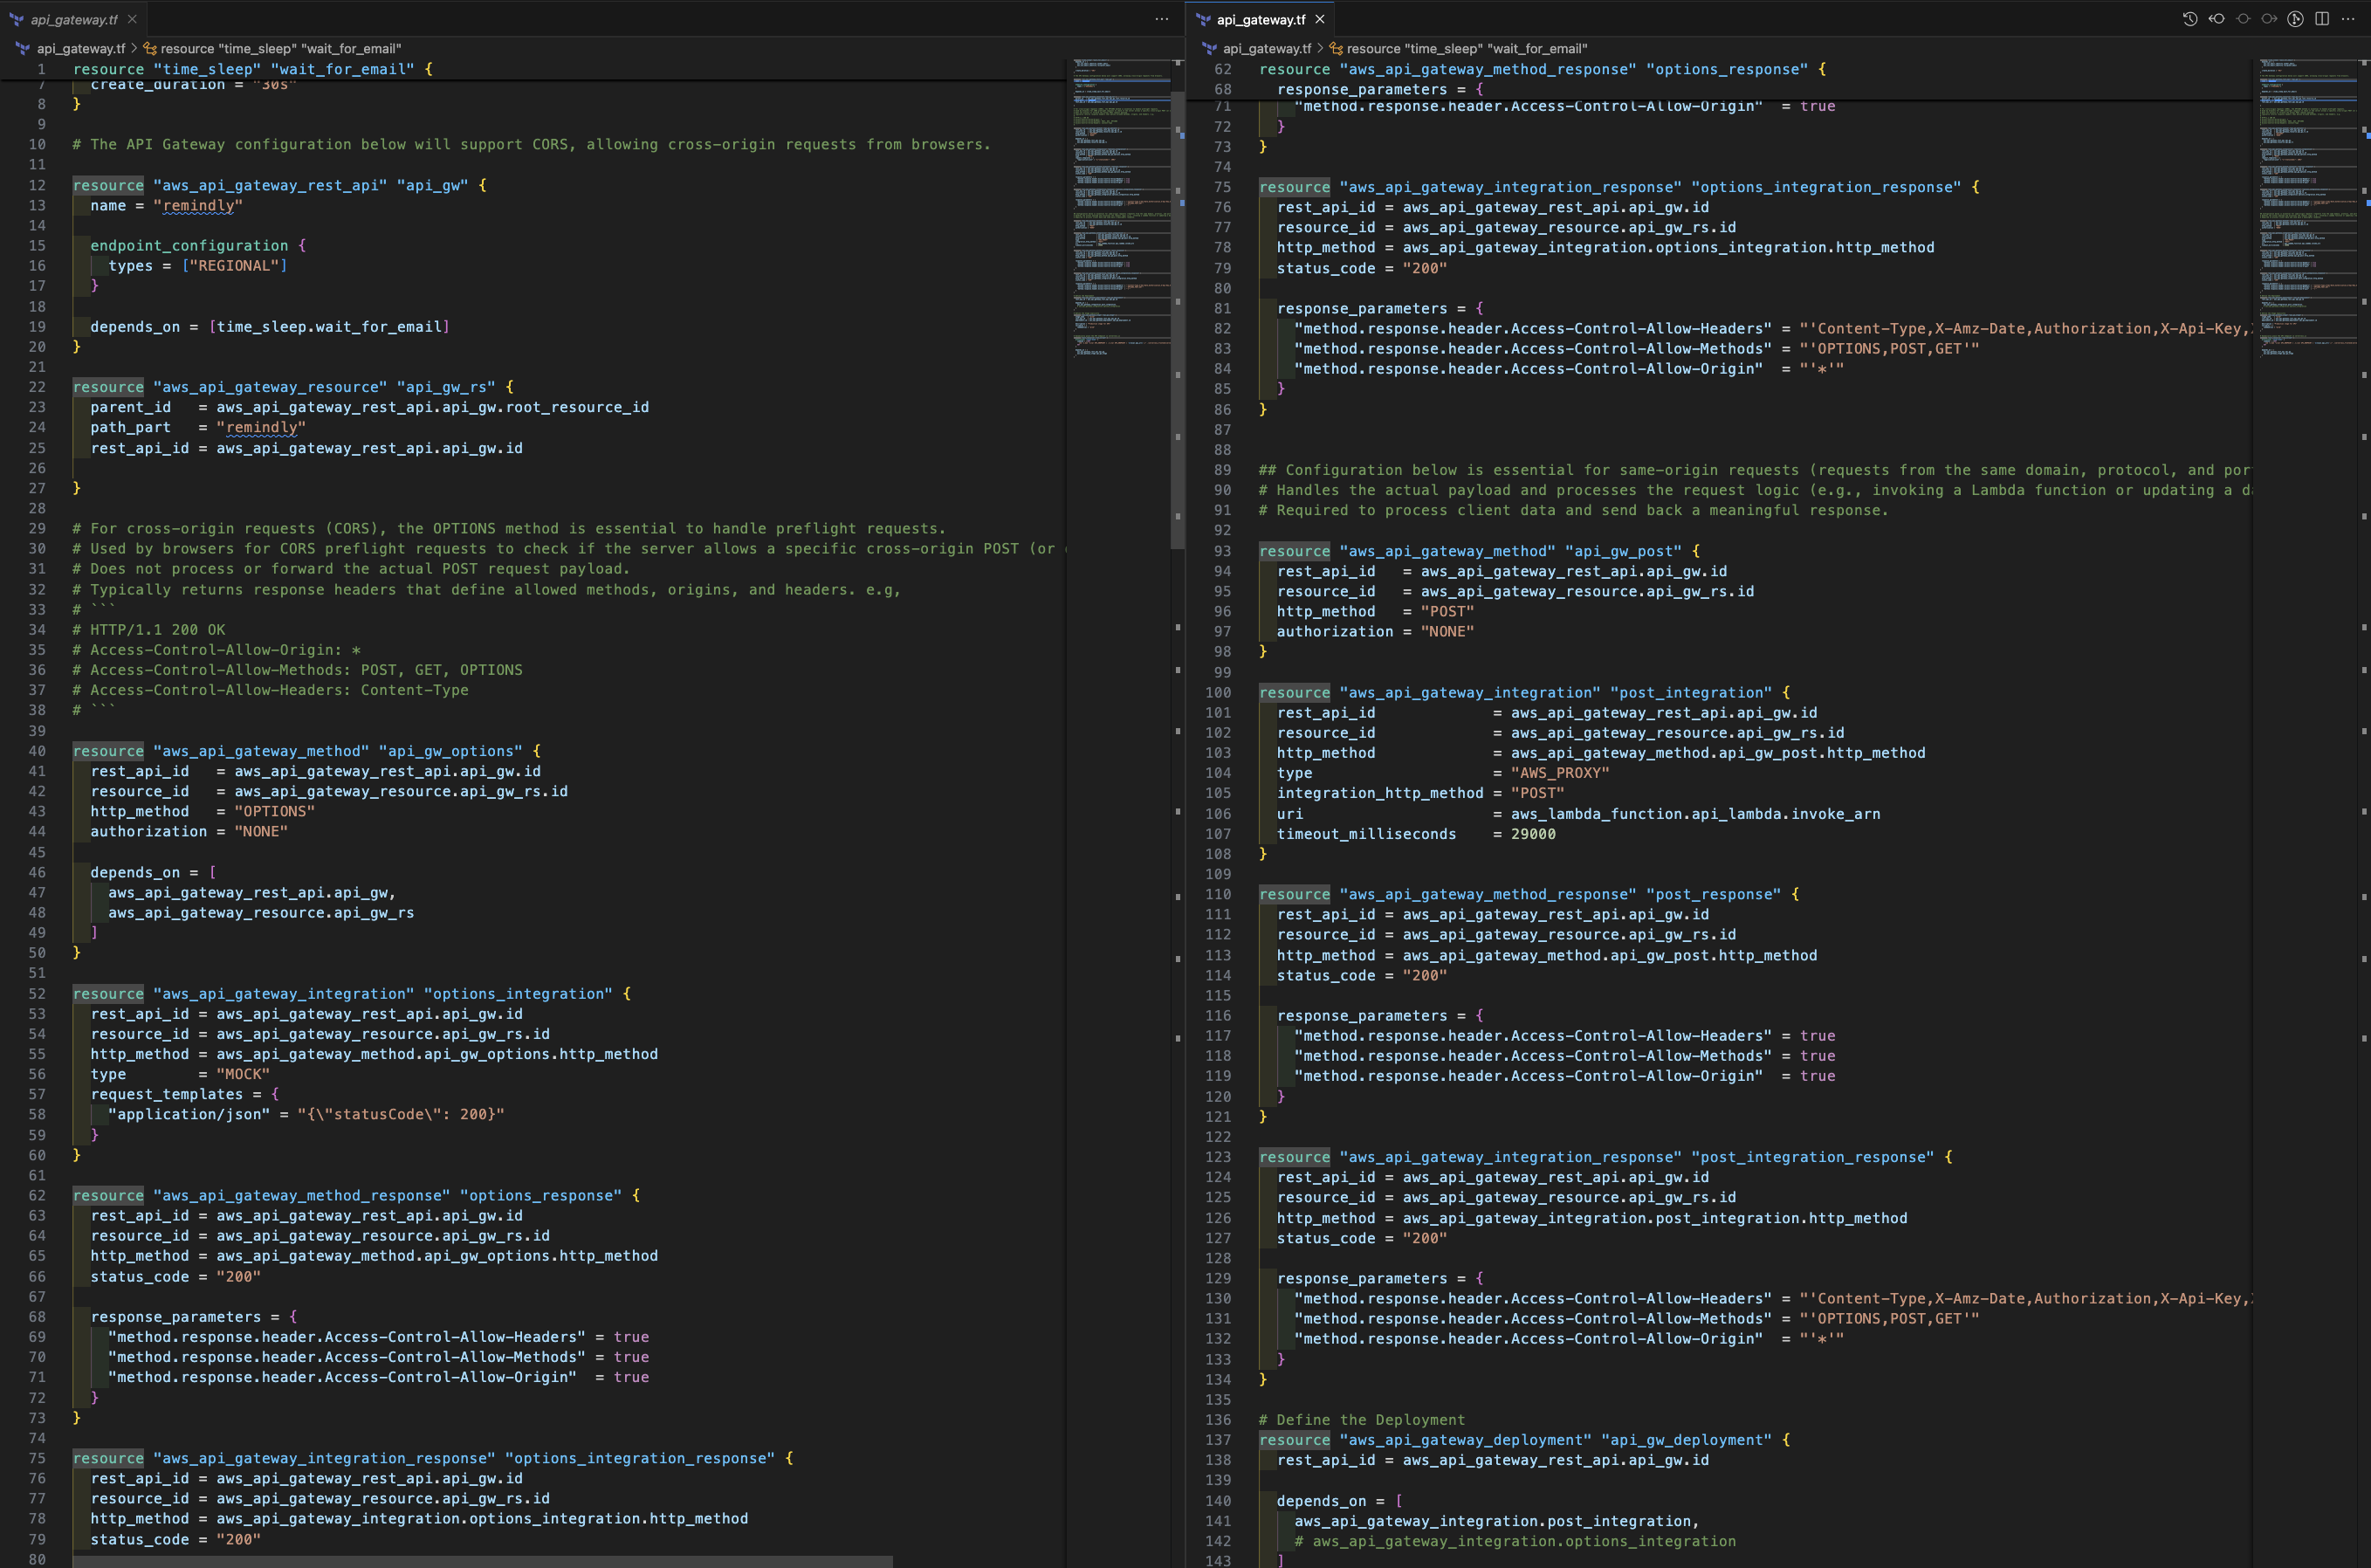 api_gateway.tf
api_gateway.tf > resource "time_sleep" "wait_for_email"
1 resource "time_sleep" "wait_for_email" {
7 create_duration = "30s"
8 }
9
10 # The API Gateway configuration below will support CORS, allowing cross-origin requests from browsers.
11
12 resource "aws_api_gateway_rest_api" "api_gw" {
13 name = "remindly"
14
15 endpoint_configuration {
16 types = ["REGIONAL"]
17 }
18
19 depends_on = [time_sleep.wait_for_email]
20 }
21
22 resource "aws_api_gateway_resource" "api_gw_rs" {
23 parent_id   = aws_api_gateway_rest_api.api_gw.root_resource_id
24 path_part   = "remindly"
25 rest_api_id = aws_api_gateway_rest_api.api_gw.id
26
27 }
28
29 # For cross-origin requests (CORS), the OPTIONS method is essential to handle preflight requests.
30 # Used by browsers for CORS preflight requests to check if the server allows a specific cross-origin POST (or
31 # Does not process or forward the actual POST request payload.
32 # Typically returns response headers that define allowed methods, origins, and headers. e.g,
33 # ```
34 # HTTP/1.1 200 OK
35 # Access-Control-Allow-Origin: *
36 # Access-Control-Allow-Methods: POST, GET, OPTIONS
37 # Access-Control-Allow-Headers: Content-Type
38 # ```
39
40 resource "aws_api_gateway_method" "api_gw_options" {
41 rest_api_id   = aws_api_gateway_rest_api.api_gw.id
42 resource_id   = aws_api_gateway_resource.api_gw_rs.id
43 http_method   = "OPTIONS"
44 authorization = "NONE"
45
46 depends_on = [
47 aws_api_gateway_rest_api.api_gw,
48 aws_api_gateway_resource.api_gw_rs
49 ]
50 }
51
52 resource "aws_api_gateway_integration" "options_integration" {
53 rest_api_id = aws_api_gateway_rest_api.api_gw.id
54 resource_id = aws_api_gateway_resource.api_gw_rs.id
55 http_method = aws_api_gateway_method.api_gw_options.http_method
56 type        = "MOCK"
57 request_templates = {
58 "application/json" = "{\"statusCode\": 200}"
59 }
60 }
61
62 resource "aws_api_gateway_method_response" "options_response" {
63 rest_api_id = aws_api_gateway_rest_api.api_gw.id
64 resource_id = aws_api_gateway_resource.api_gw_rs.id
65 http_method = aws_api_gateway_method.api_gw_options.http_method
66 status_code = "200"
67
68 response_parameters = {
69 "method.response.header.Access-Control-Allow-Headers" = true
70 "method.response.header.Access-Control-Allow-Methods" = true
71 "method.response.header.Access-Control-Allow-Origin"  = true
72 }
73 }
74
75 resource "aws_api_gateway_integration_response" "options_integration_response" {
76 rest_api_id = aws_api_gateway_rest_api.api_gw.id
77 resource_id = aws_api_gateway_resource.api_gw_rs.id
78 http_method = aws_api_gateway_integration.options_integration.http_method
79 status_code = "200"
80
api_gateway.tf
api_gateway.tf > resource "time_sleep" "wait_for_email"
62 resource "aws_api_gateway_method_response" "options_response" {
68 response_parameters = {
71 "method.response.header.Access-Control-Allow-Origin"  = true
72 }
73 }
74
75 resource "aws_api_gateway_integration_response" "options_integration_response" {
76 rest_api_id = aws_api_gateway_rest_api.api_gw.id
77 resource_id = aws_api_gateway_resource.api_gw_rs.id
78 http_method = aws_api_gateway_integration.options_integration.http_method
79 status_code = "200"
80
81 response_parameters = {
82 "method.response.header.Access-Control-Allow-Headers" = "'Content-Type,X-Amz-Date,Authorization,X-Api-Key,
83 "method.response.header.Access-Control-Allow-Methods" = "'OPTIONS,POST,GET'"
84 "method.response.header.Access-Control-Allow-Origin"  = "'*'"
85 }
86 }
87
88
89 ## Configuration below is essential for same-origin requests (requests from the same domain, protocol, and por
90 # Handles the actual payload and processes the request logic (e.g., invoking a Lambda function or updating a
91 # Required to process client data and send back a meaningful response.
92
93 resource "aws_api_gateway_method" "api_gw_post" {
94 rest_api_id   = aws_api_gateway_rest_api.api_gw.id
95 resource_id   = aws_api_gateway_resource.api_gw_rs.id
96 http_method   = "POST"
97 authorization = "NONE"
98 }
99
100 resource "aws_api_gateway_integration" "post_integration" {
101 rest_api_id             = aws_api_gateway_rest_api.api_gw.id
102 resource_id             = aws_api_gateway_resource.api_gw_rs.id
103 http_method             = aws_api_gateway_method.api_gw_post.http_method
104 type                    = "AWS_PROXY"
105 integration_http_method = "POST"
106 uri                     = aws_lambda_function.api_lambda.invoke_arn
107 timeout_milliseconds    = 29000
108 }
109
110 resource "aws_api_gateway_method_response" "post_response" {
111 rest_api_id = aws_api_gateway_rest_api.api_gw.id
112 resource_id = aws_api_gateway_resource.api_gw_rs.id
113 http_method = aws_api_gateway_method.api_gw_post.http_method
114 status_code = "200"
115
116 response_parameters = {
117 "method.response.header.Access-Control-Allow-Headers" = true
118 "method.response.header.Access-Control-Allow-Methods" = true
119 "method.response.header.Access-Control-Allow-Origin"  = true
120 }
121 }
122
123 resource "aws_api_gateway_integration_response" "post_integration_response" {
124 rest_api_id = aws_api_gateway_rest_api.api_gw.id
125 resource_id = aws_api_gateway_resource.api_gw_rs.id
126 http_method = aws_api_gateway_integration.post_integration.http_method
127 status_code = "200"
128
129 response_parameters = {
130 "method.response.header.Access-Control-Allow-Headers" = "'Content-Type,X-Amz-Date,Authorization,X-Api-Key,
131 "method.response.header.Access-Control-Allow-Methods" = "'OPTIONS,POST,GET'"
132 "method.response.header.Access-Control-Allow-Origin"  = "'*'"
133 }
134 }
135
136 # Define the Deployment
137 resource "aws_api_gateway_deployment" "api_gw_deployment" {
138 rest_api_id = aws_api_gateway_rest_api.api_gw.id
139
140 depends_on = [
141 aws_api_gateway_integration.post_integration,
142 # aws_api_gateway_integration.options_integration
143 ]